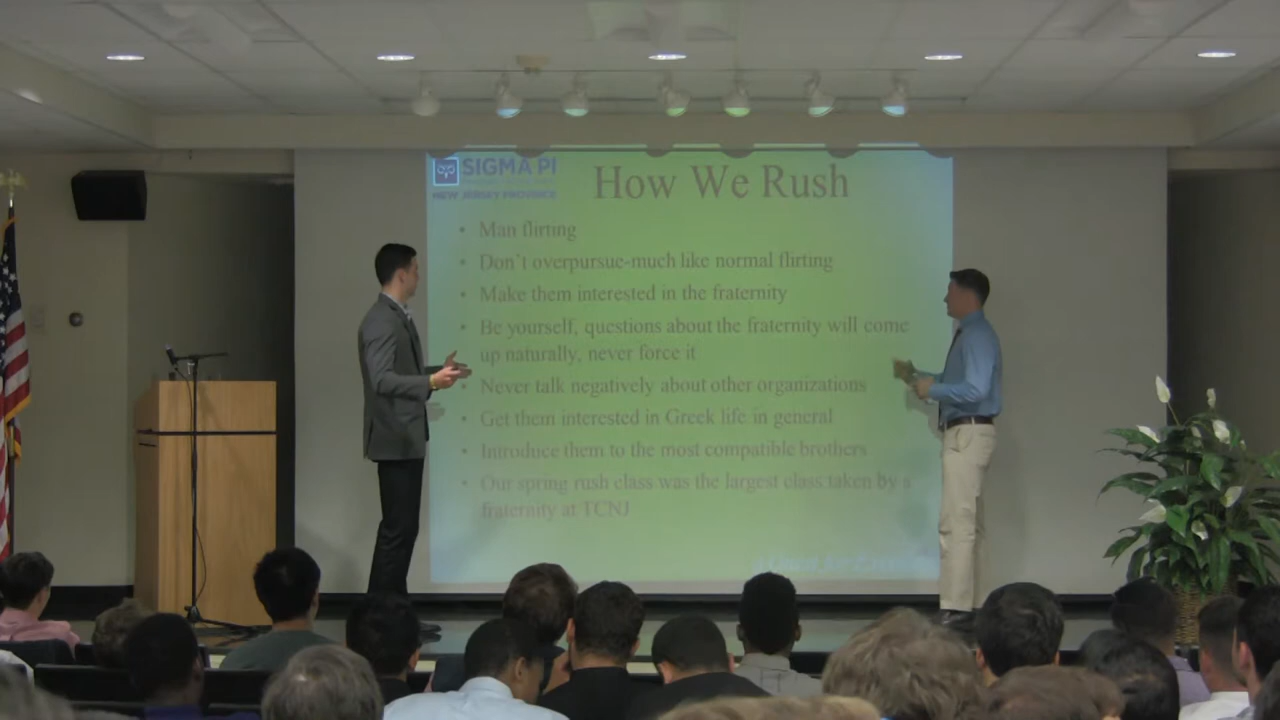 SIGMA PI
NEW JERSEY PROVINCE
How We Rush
• Man flirting
• Don't overpursue-much like normal flirting
• Make them interested in the fraternity
• Be yourself, questions about the fraternity will come
up naturally, never force it
• Never talk negatively about other organizations
• Get them interested in Greek life in general
• Introduce them to the most compatible brothers
• Our spring rush class was the largest class taken by a
fraternity at TCNJ